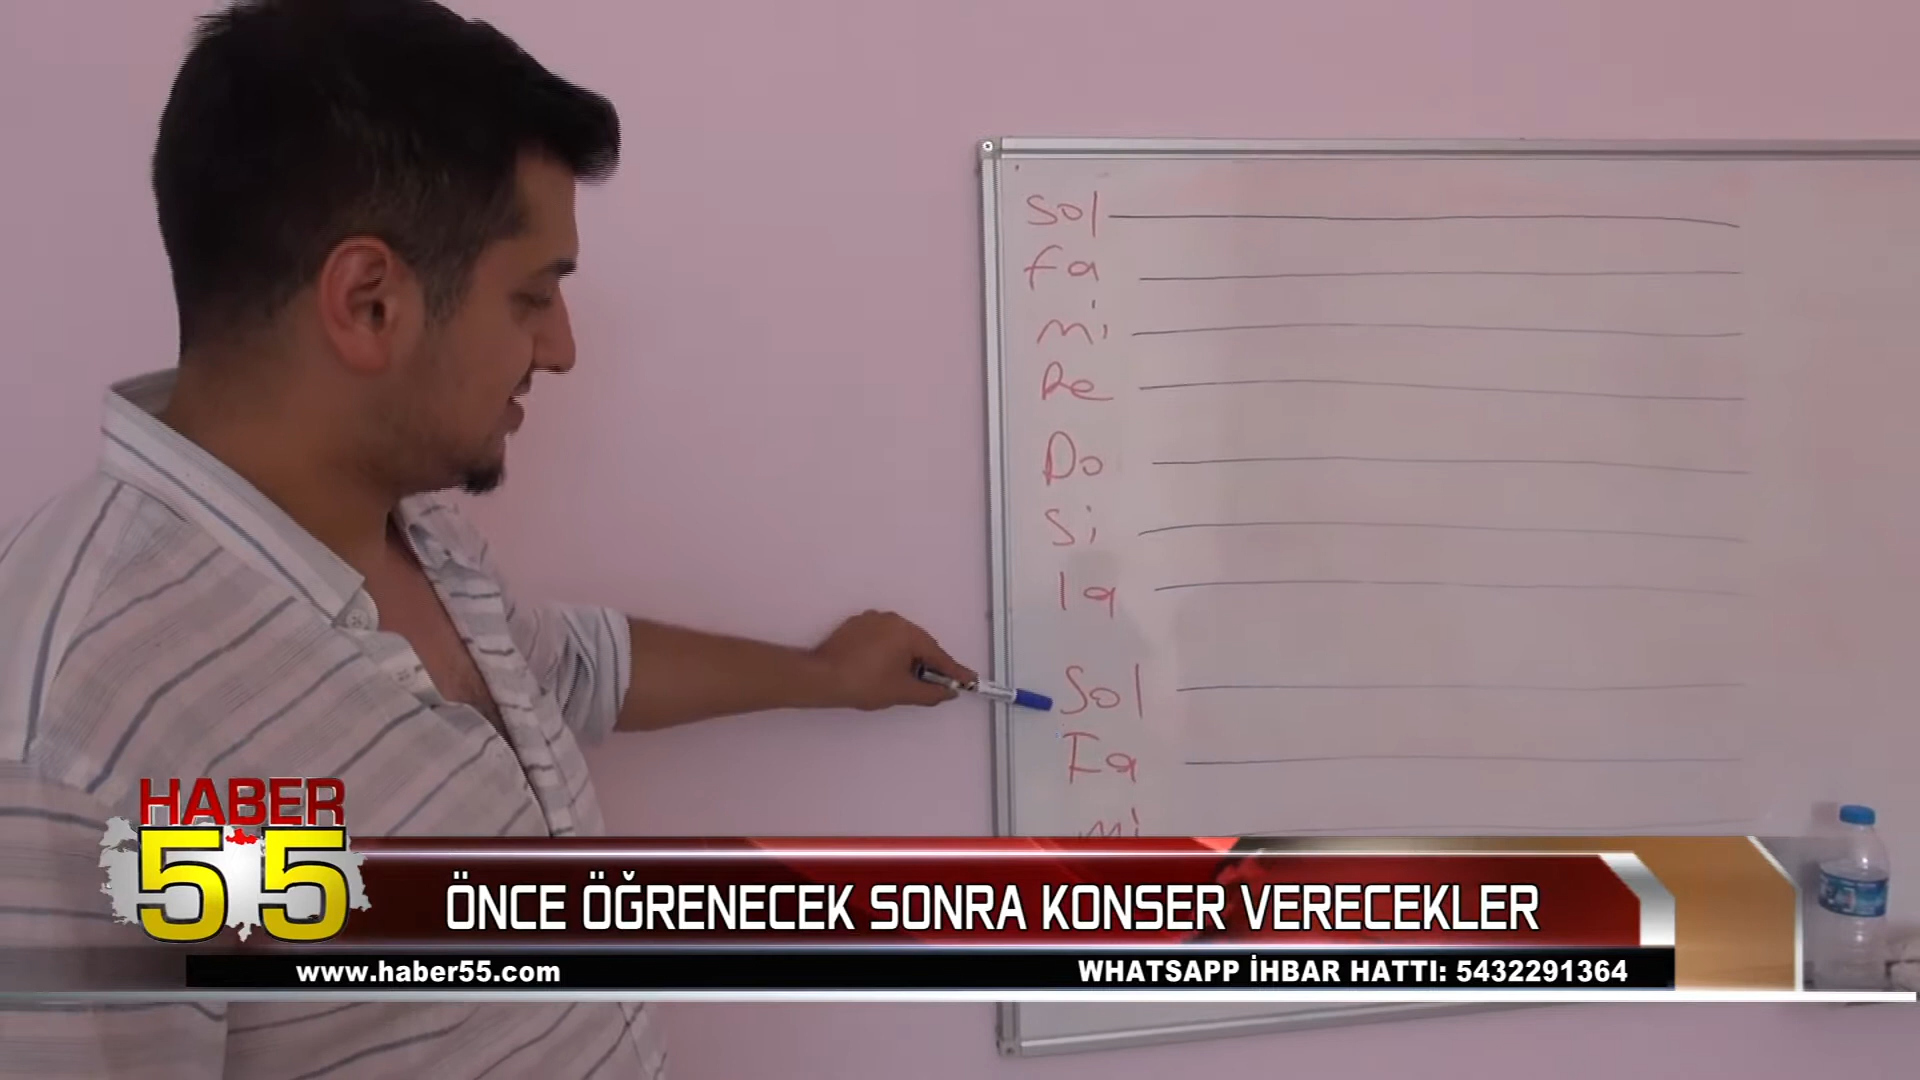 Sol
fa
mi
Re
Do
Si
la
Sol
Fa
mi
HABER
55
ÖNCE ÖĞRENECEK SONRA KONSER VERECEKLER
www.haber55.com
WHATSAPP İHBAR HATTI: 5432291364